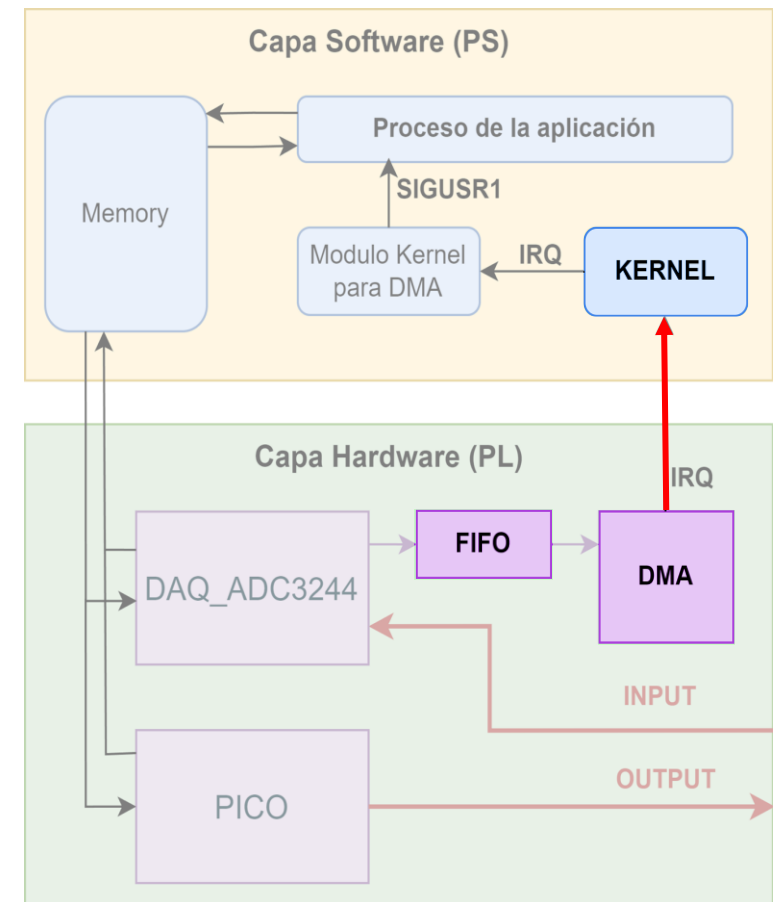 Capa Software (PS)
Memory
Proceso de la aplicación
SIGUSR1
Modulo Kernel
para DMA
IRQ
KERNEL
Capa Hardware (PL)
IRQ
DAQ_ADC3244
FIFO
DMA
INPUT
PICO
OUTPUT